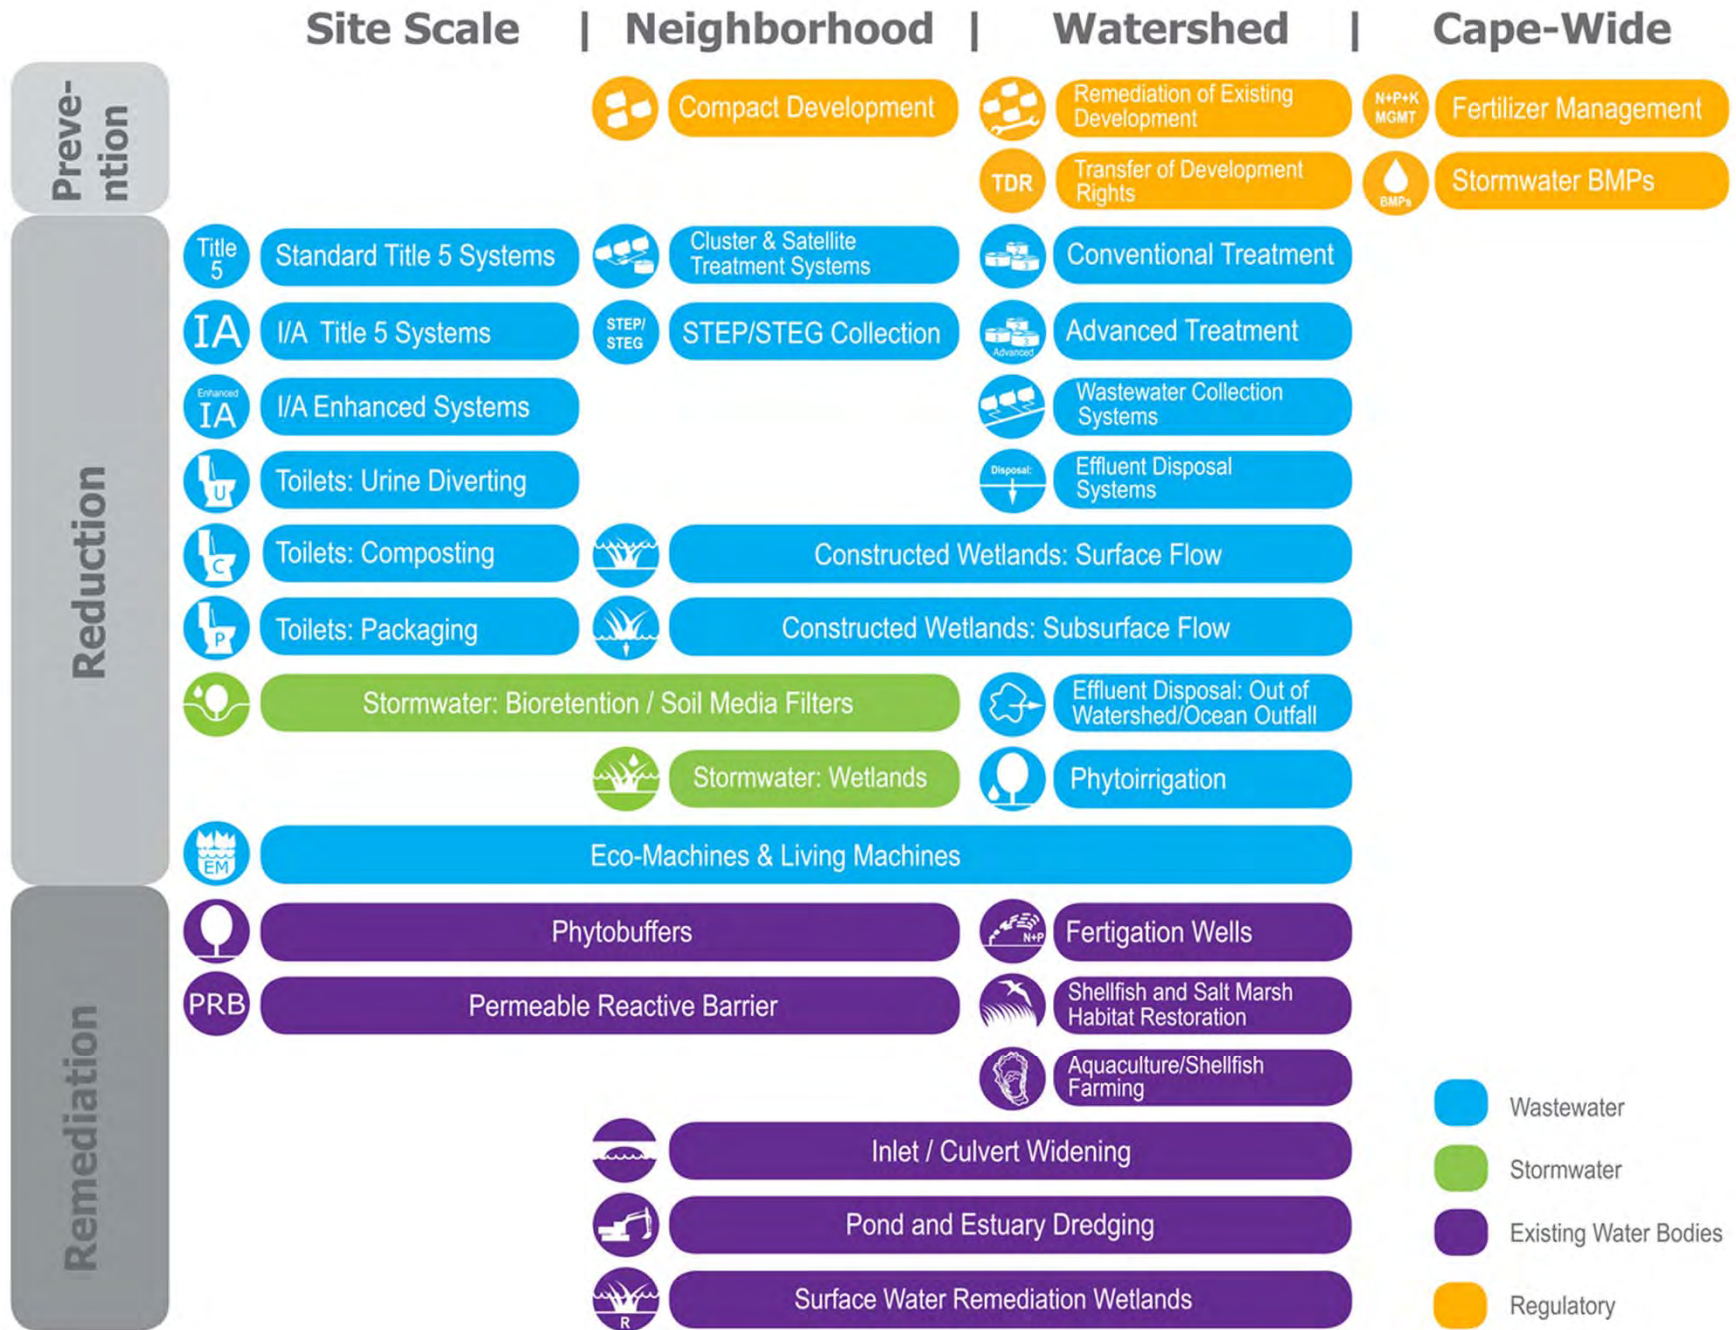 Site Scale | Neighborhood | Watershed | Cape-Wide
Preve-
ntion
Compact Development
Remediation of Existing
Development
N+P+K
MGMT
Fertilizer Management
TDR
Transfer of Development
Rights
BMPs
Stormwater BMPs
Reduction
Title
5
Standard Title 5 Systems
Cluster & Satellite
Treatment Systems
Conventional Treatment
IA
I/A Title 5 Systems
STEP/
STEG
STEP/STEG Collection
Advanced
Advanced Treatment
Enhanced
IA
I/A Enhanced Systems
Wastewater Collection
Systems
U
Toilets: Urine Diverting
Disposal:
Effluent Disposal
Systems
C
Toilets: Composting
Constructed Wetlands: Surface Flow
P
Toilets: Packaging
Constructed Wetlands: Subsurface Flow
Stormwater: Bioretention / Soil Media Filters
Effluent Disposal: Out of
Watershed/Ocean Outfall
Stormwater: Wetlands
Phytoirrigation
EM
Eco-Machines & Living Machines
Remediation
Phytobuffers
N+P
Fertigation Wells
PRB
Permeable Reactive Barrier
Shellfish and Salt Marsh
Habitat Restoration
Aquaculture/Shellfish
Farming
Inlet / Culvert Widening
Pond and Estuary Dredging
R
Surface Water Remediation Wetlands
Wastewater
Stormwater
Existing Water Bodies
Regulatory